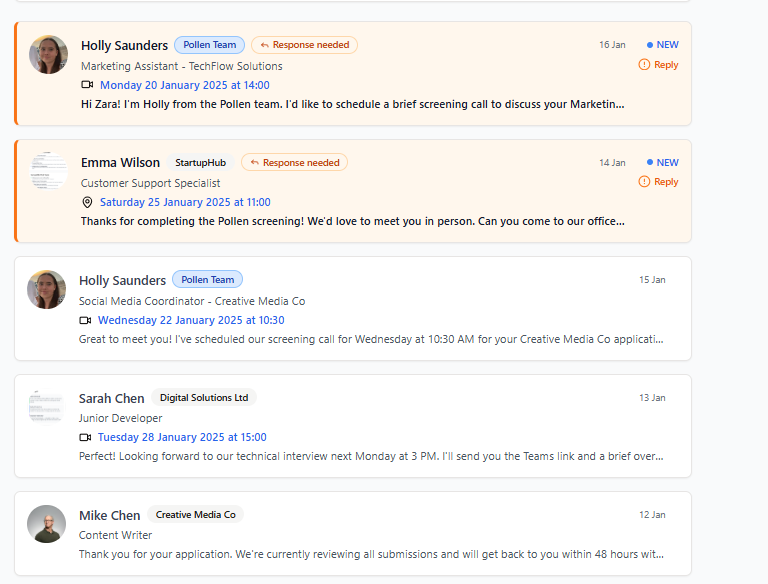 Holly Saunders Pollen Team Response needed 16 Jan NEW
Marketing Assistant - TechFlow Solutions Reply
Monday 20 January 2025 at 14:00
Hi Zara! I'm Holly from the Pollen team. I'd like to schedule a brief screening call to discuss your Marketin...
Emma Wilson StartupHub Response needed 14 Jan NEW
Customer Support Specialist Reply
Saturday 25 January 2025 at 11:00
Thanks for completing the Pollen screening! We'd love to meet you in person. Can you come to our office...
Holly Saunders Pollen Team 15 Jan
Social Media Coordinator - Creative Media Co
Wednesday 22 January 2025 at 10:30
Great to meet you! I've scheduled our screening call for Wednesday at 10:30 AM for your Creative Media Co applicati...
Sarah Chen Digital Solutions Ltd 13 Jan
Junior Developer
Tuesday 28 January 2025 at 15:00
Perfect! Looking forward to our technical interview next Monday at 3 PM. I'll send you the Teams link and a brief over...
Mike Chen Creative Media Co 12 Jan
Content Writer
Thank you for your application. We're currently reviewing all submissions and will get back to you within 48 hours wit...